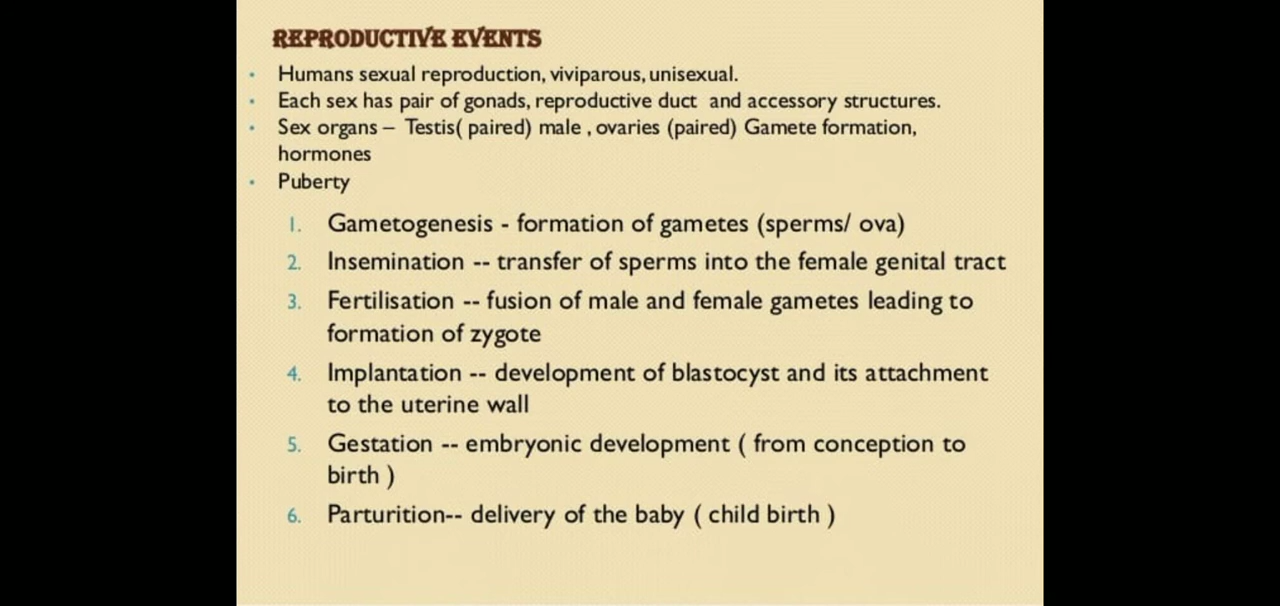 REPRODUCTIVE EVENTS
• Humans sexual reproduction, viviparous, unisexual.
• Each sex has pair of gonads, reproductive duct and accessory structures.
• Sex organs – Testis( paired) male , ovaries (paired) Gamete formation,
hormones
• Puberty
1. Gametogenesis - formation of gametes (sperms/ ova)
2. Insemination -- transfer of sperms into the female genital tract
3. Fertilisation -- fusion of male and female gametes leading to
formation of zygote
4. Implantation -- development of blastocyst and its attachment
to the uterine wall
5. Gestation -- embryonic development ( from conception to
birth )
6. Parturition-- delivery of the baby ( child birth )